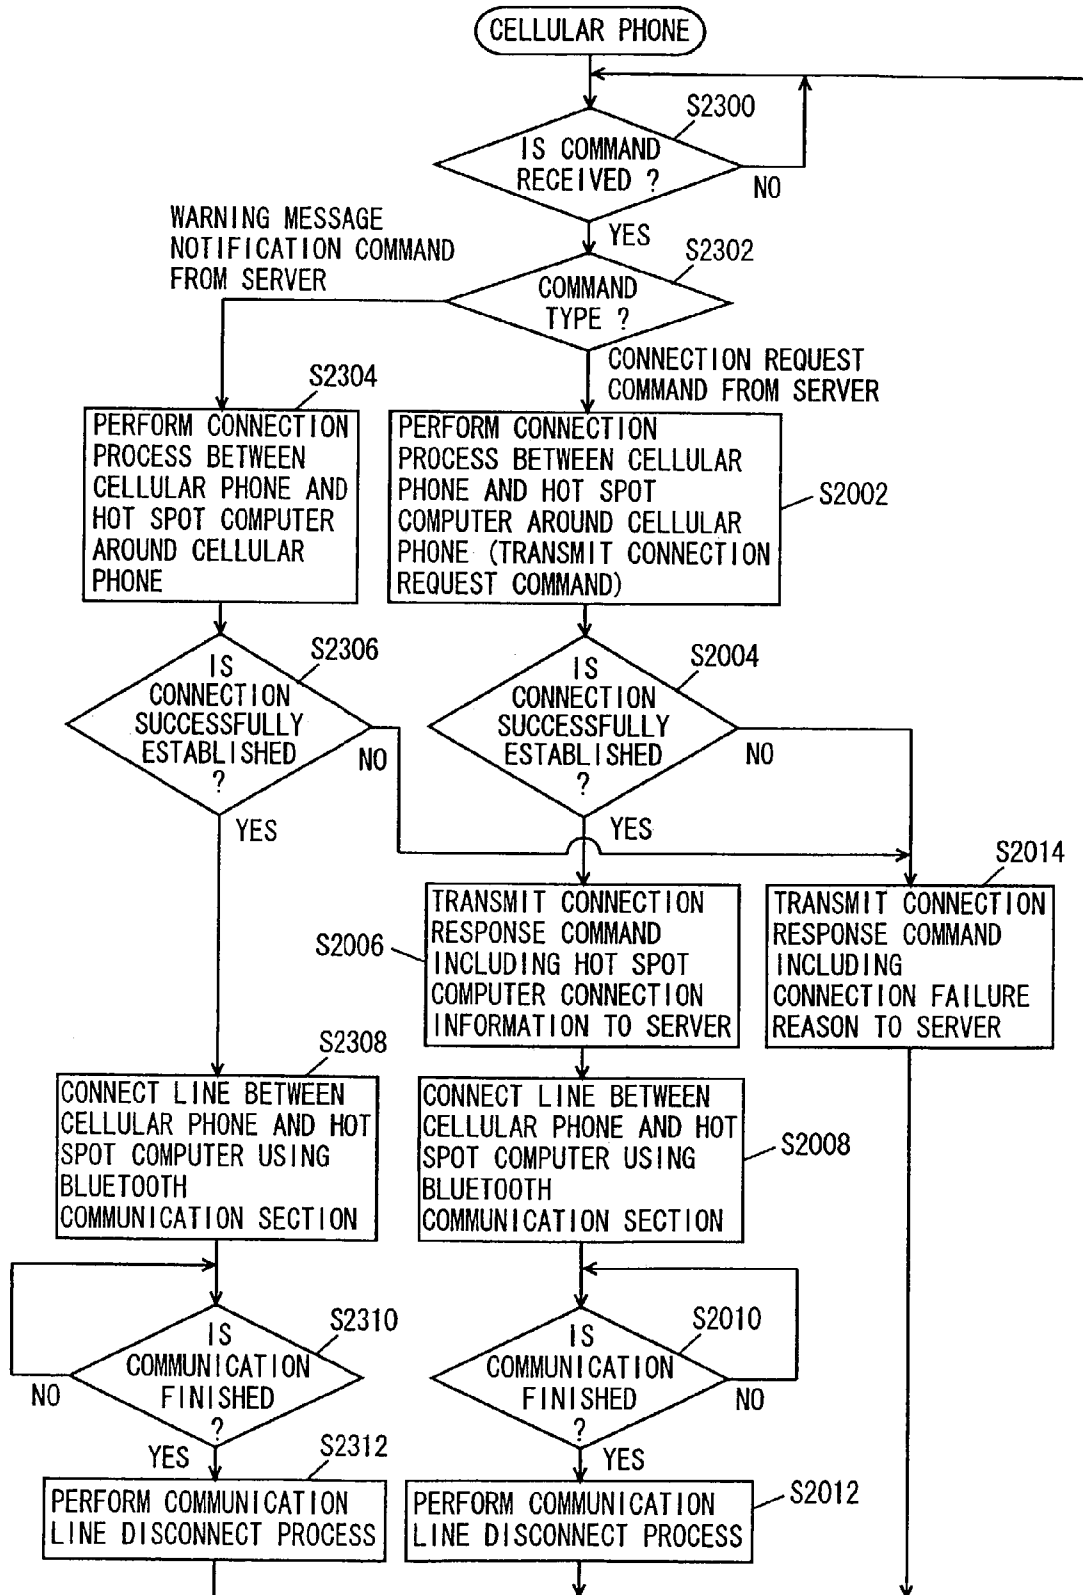 CELLULAR PHONE
S2300
IS COMMAND
RECEIVED ?
NO
YES
WARNING MESSAGE
NOTIFICATION COMMAND
FROM SERVER
S2302
COMMAND
TYPE ?
CONNECTION REQUEST
COMMAND FROM SERVER
S2304
PERFORM CONNECTION
PROCESS BETWEEN
CELLULAR PHONE AND
HOT SPOT COMPUTER
AROUND CELLULAR
PHONE
PERFORM CONNECTION
PROCESS BETWEEN CELLULAR
PHONE AND HOT SPOT
COMPUTER AROUND CELLULAR
PHONE (TRANSMIT CONNECTION
REQUEST COMMAND)
S2002
S2306
IS
CONNECTION
SUCCESSFULLY
ESTABLISHED
?
NO
YES
S2004
IS
CONNECTION
SUCCESSFULLY
ESTABLISHED
?
NO
YES
S2006
TRANSMIT CONNECTION
RESPONSE COMMAND
INCLUDING HOT SPOT
COMPUTER CONNECTION
INFORMATION TO SERVER
S2014
TRANSMIT CONNECTION
RESPONSE COMMAND
INCLUDING
CONNECTION FAILURE
REASON TO SERVER
S2308
CONNECT LINE BETWEEN
CELLULAR PHONE AND HOT
SPOT COMPUTER USING
BLUETOOTH
COMMUNICATION SECTION
CONNECT LINE BETWEEN
CELLULAR PHONE AND HOT
SPOT COMPUTER USING
BLUETOOTH
COMMUNICATION SECTION
S2008
S2310
IS
COMMUNICATION
FINISHED
?
NO
YES
S2010
IS
COMMUNICATION
FINISHED
?
NO
YES
S2312
PERFORM COMMUNICATION
LINE DISCONNECT PROCESS
PERFORM COMMUNICATION
LINE DISCONNECT PROCESS
S2012